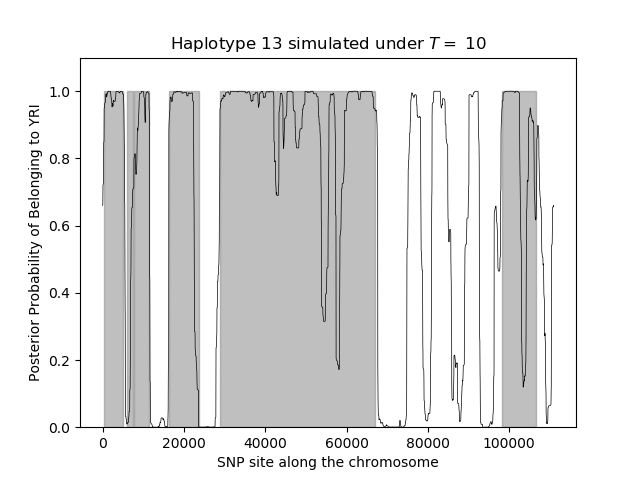 Haplotype 13 simulated under T = 10
Posterior Probability of Belonging to YRI
1.0
0.8
0.6
0.4
0.2
0.0
0 20000 40000 60000 80000 100000
SNP site along the chromosome